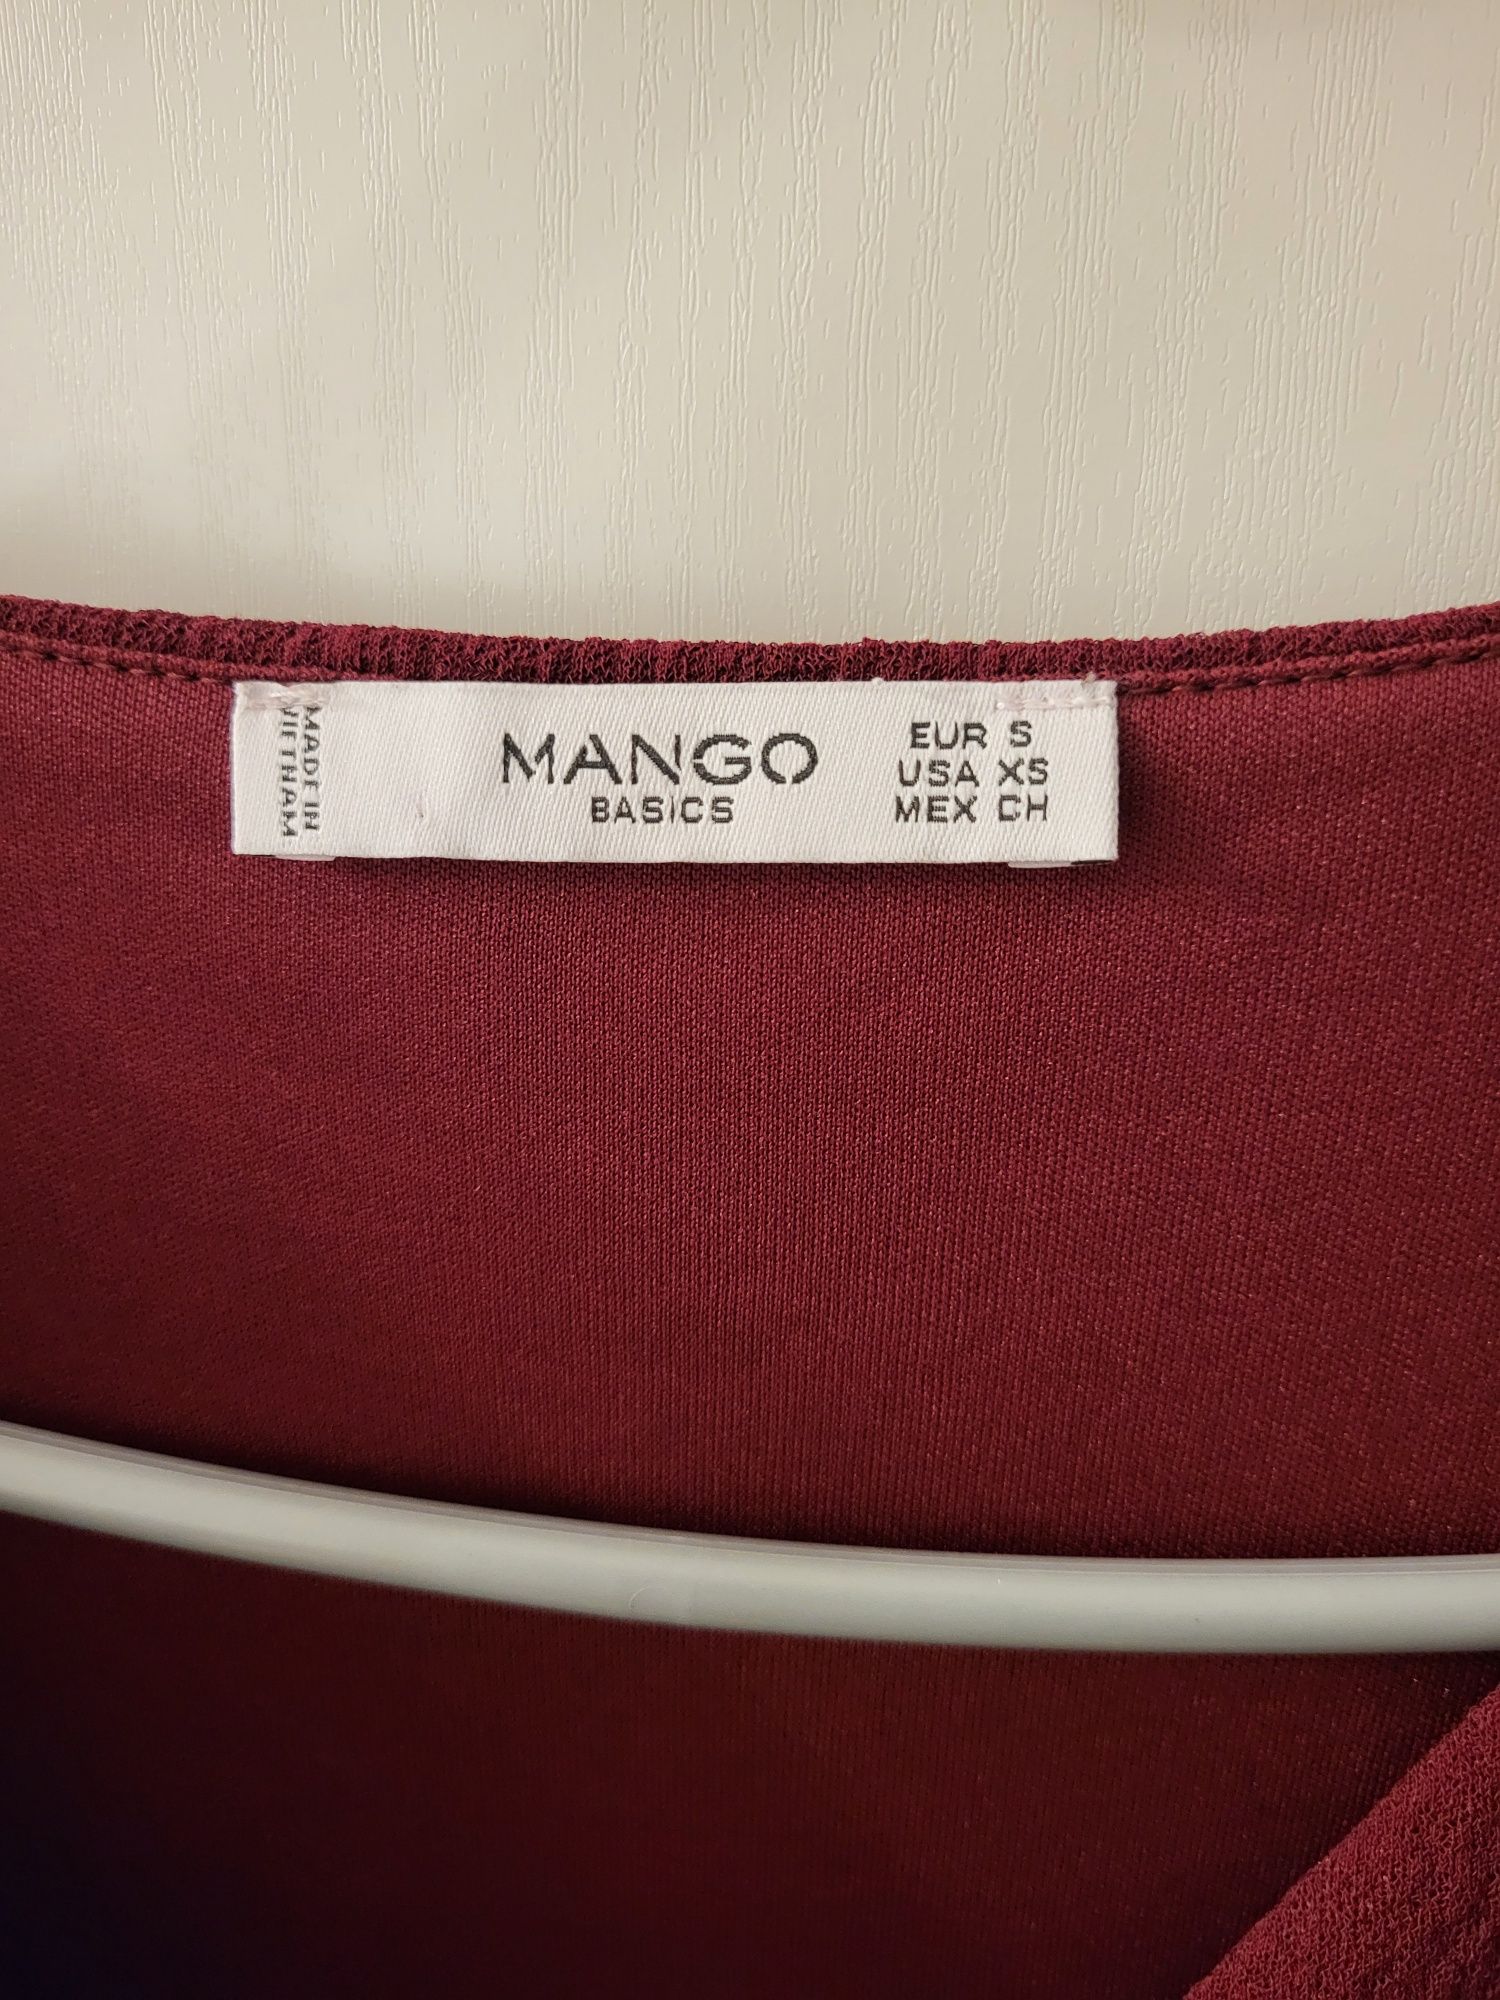 MADE IN
VIETNAM
MANGO
BASICS
EUR S
USA XS
MEX CH